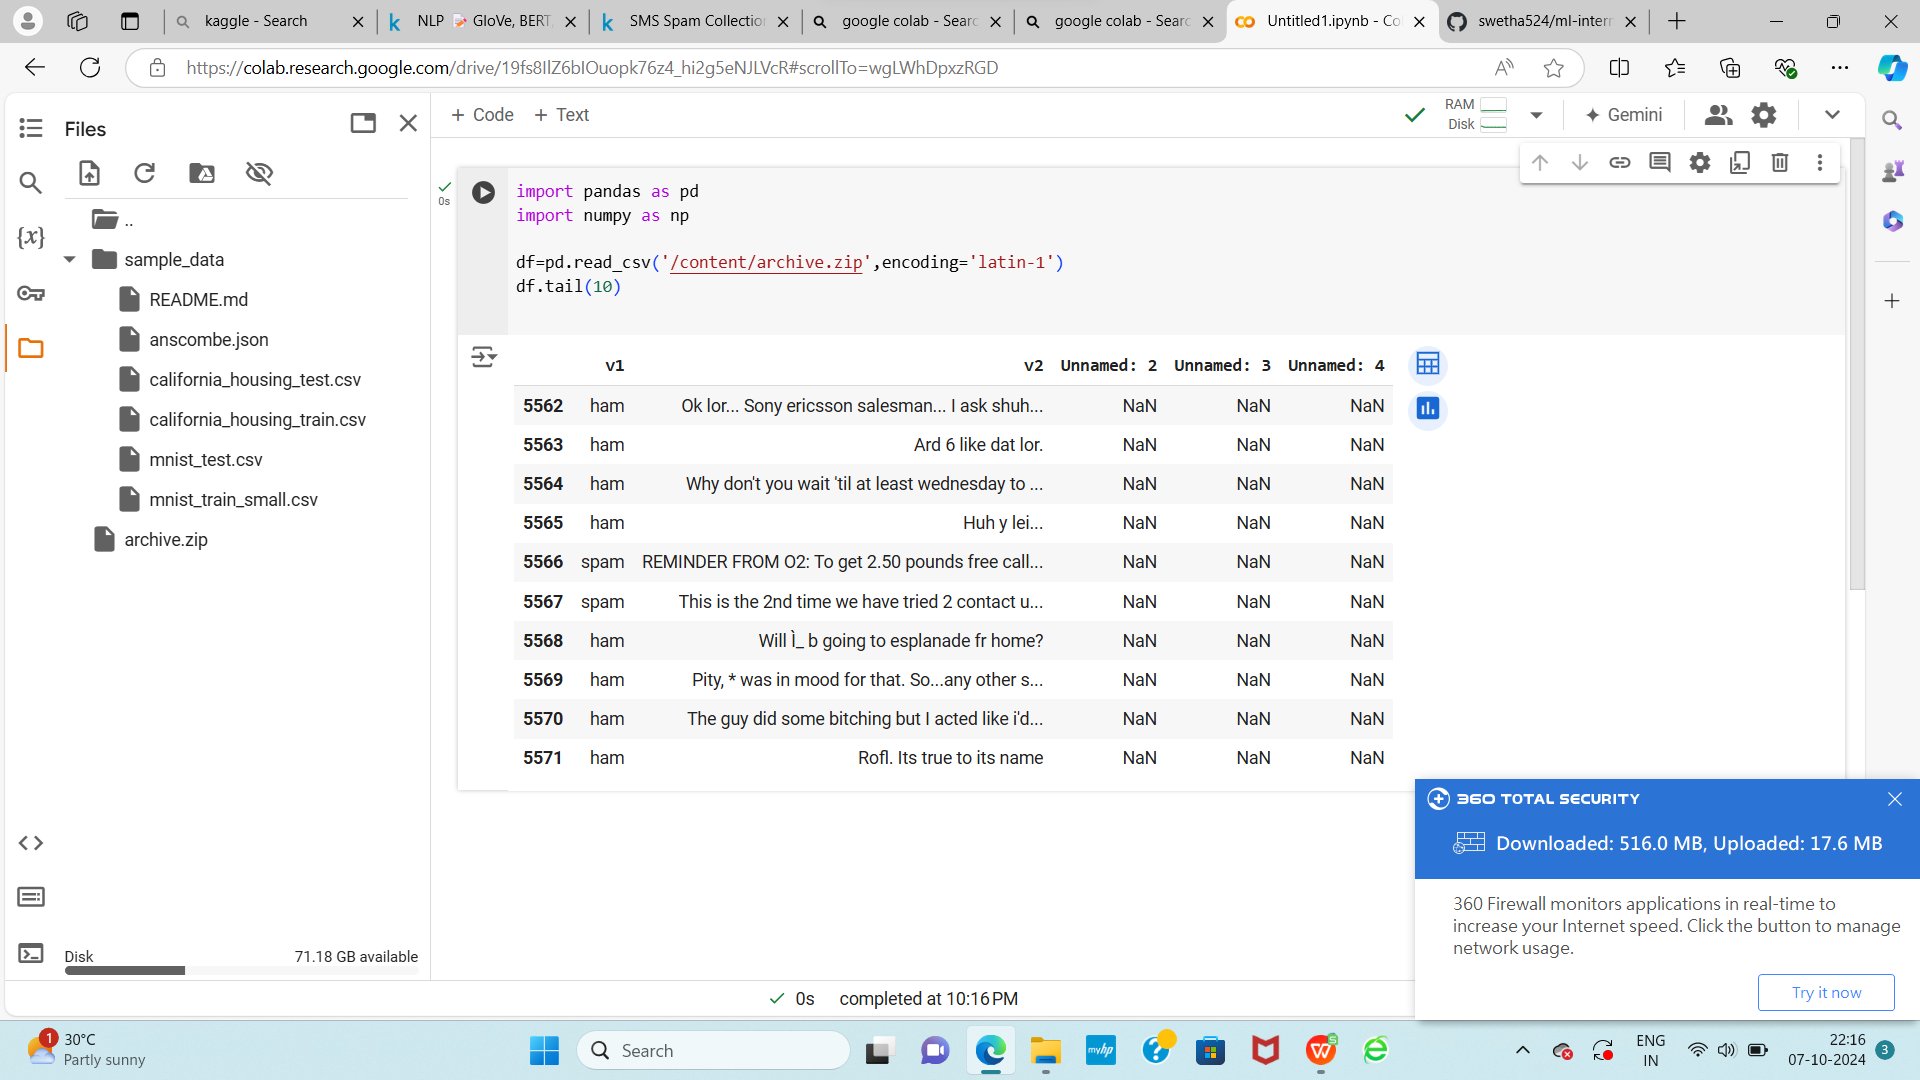 kaggle - Search
NLP 📝 GloVe, BERT,
SMS Spam Collection
google colab - Searc
google colab - Searc
Untitled1.ipynb - Co
swetha524/ml-intern
https://colab.research.google.com/drive/19fs8IlZ6bIOuopk76z4_hi2g5eNJLVcR#scrollTo=wgLWhDpxzRGD
Files
+ Code + Text
RAM
Disk
Gemini
..
sample_data
README.md
anscombe.json
california_housing_test.csv
california_housing_train.csv
mnist_test.csv
mnist_train_small.csv
archive.zip
Disk 71.18 GB available
0s
import pandas as pd
import numpy as np
df=pd.read_csv('/content/archive.zip',encoding='latin-1')
df.tail(10)
v1 v2 Unnamed: 2 Unnamed: 3 Unnamed: 4
5562 ham Ok lor... Sony ericsson salesman... I ask shuh... NaN NaN NaN
5563 ham Ard 6 like dat lor. NaN NaN NaN
5564 ham Why don't you wait 'til at least wednesday to ... NaN NaN NaN
5565 ham Huh y lei... NaN NaN NaN
5566 spam REMINDER FROM O2: To get 2.50 pounds free call... NaN NaN NaN
5567 spam This is the 2nd time we have tried 2 contact u... NaN NaN NaN
5568 ham Will Ì_ b going to esplanade fr home? NaN NaN NaN
5569 ham Pity, * was in mood for that. So...any other s... NaN NaN NaN
5570 ham The guy did some bitching but I acted like i'd... NaN NaN NaN
5571 ham Rofl. Its true to its name NaN NaN NaN
360 TOTAL SECURITY
Downloaded: 516.0 MB, Uploaded: 17.6 MB
360 Firewall monitors applications in real-time to
increase your Internet speed. Click the button to manage
network usage.
Try it now
0s completed at 10:16 PM
1
30°C
Partly sunny
Search
myhp
ENG
IN
22:16
07-10-2024
3